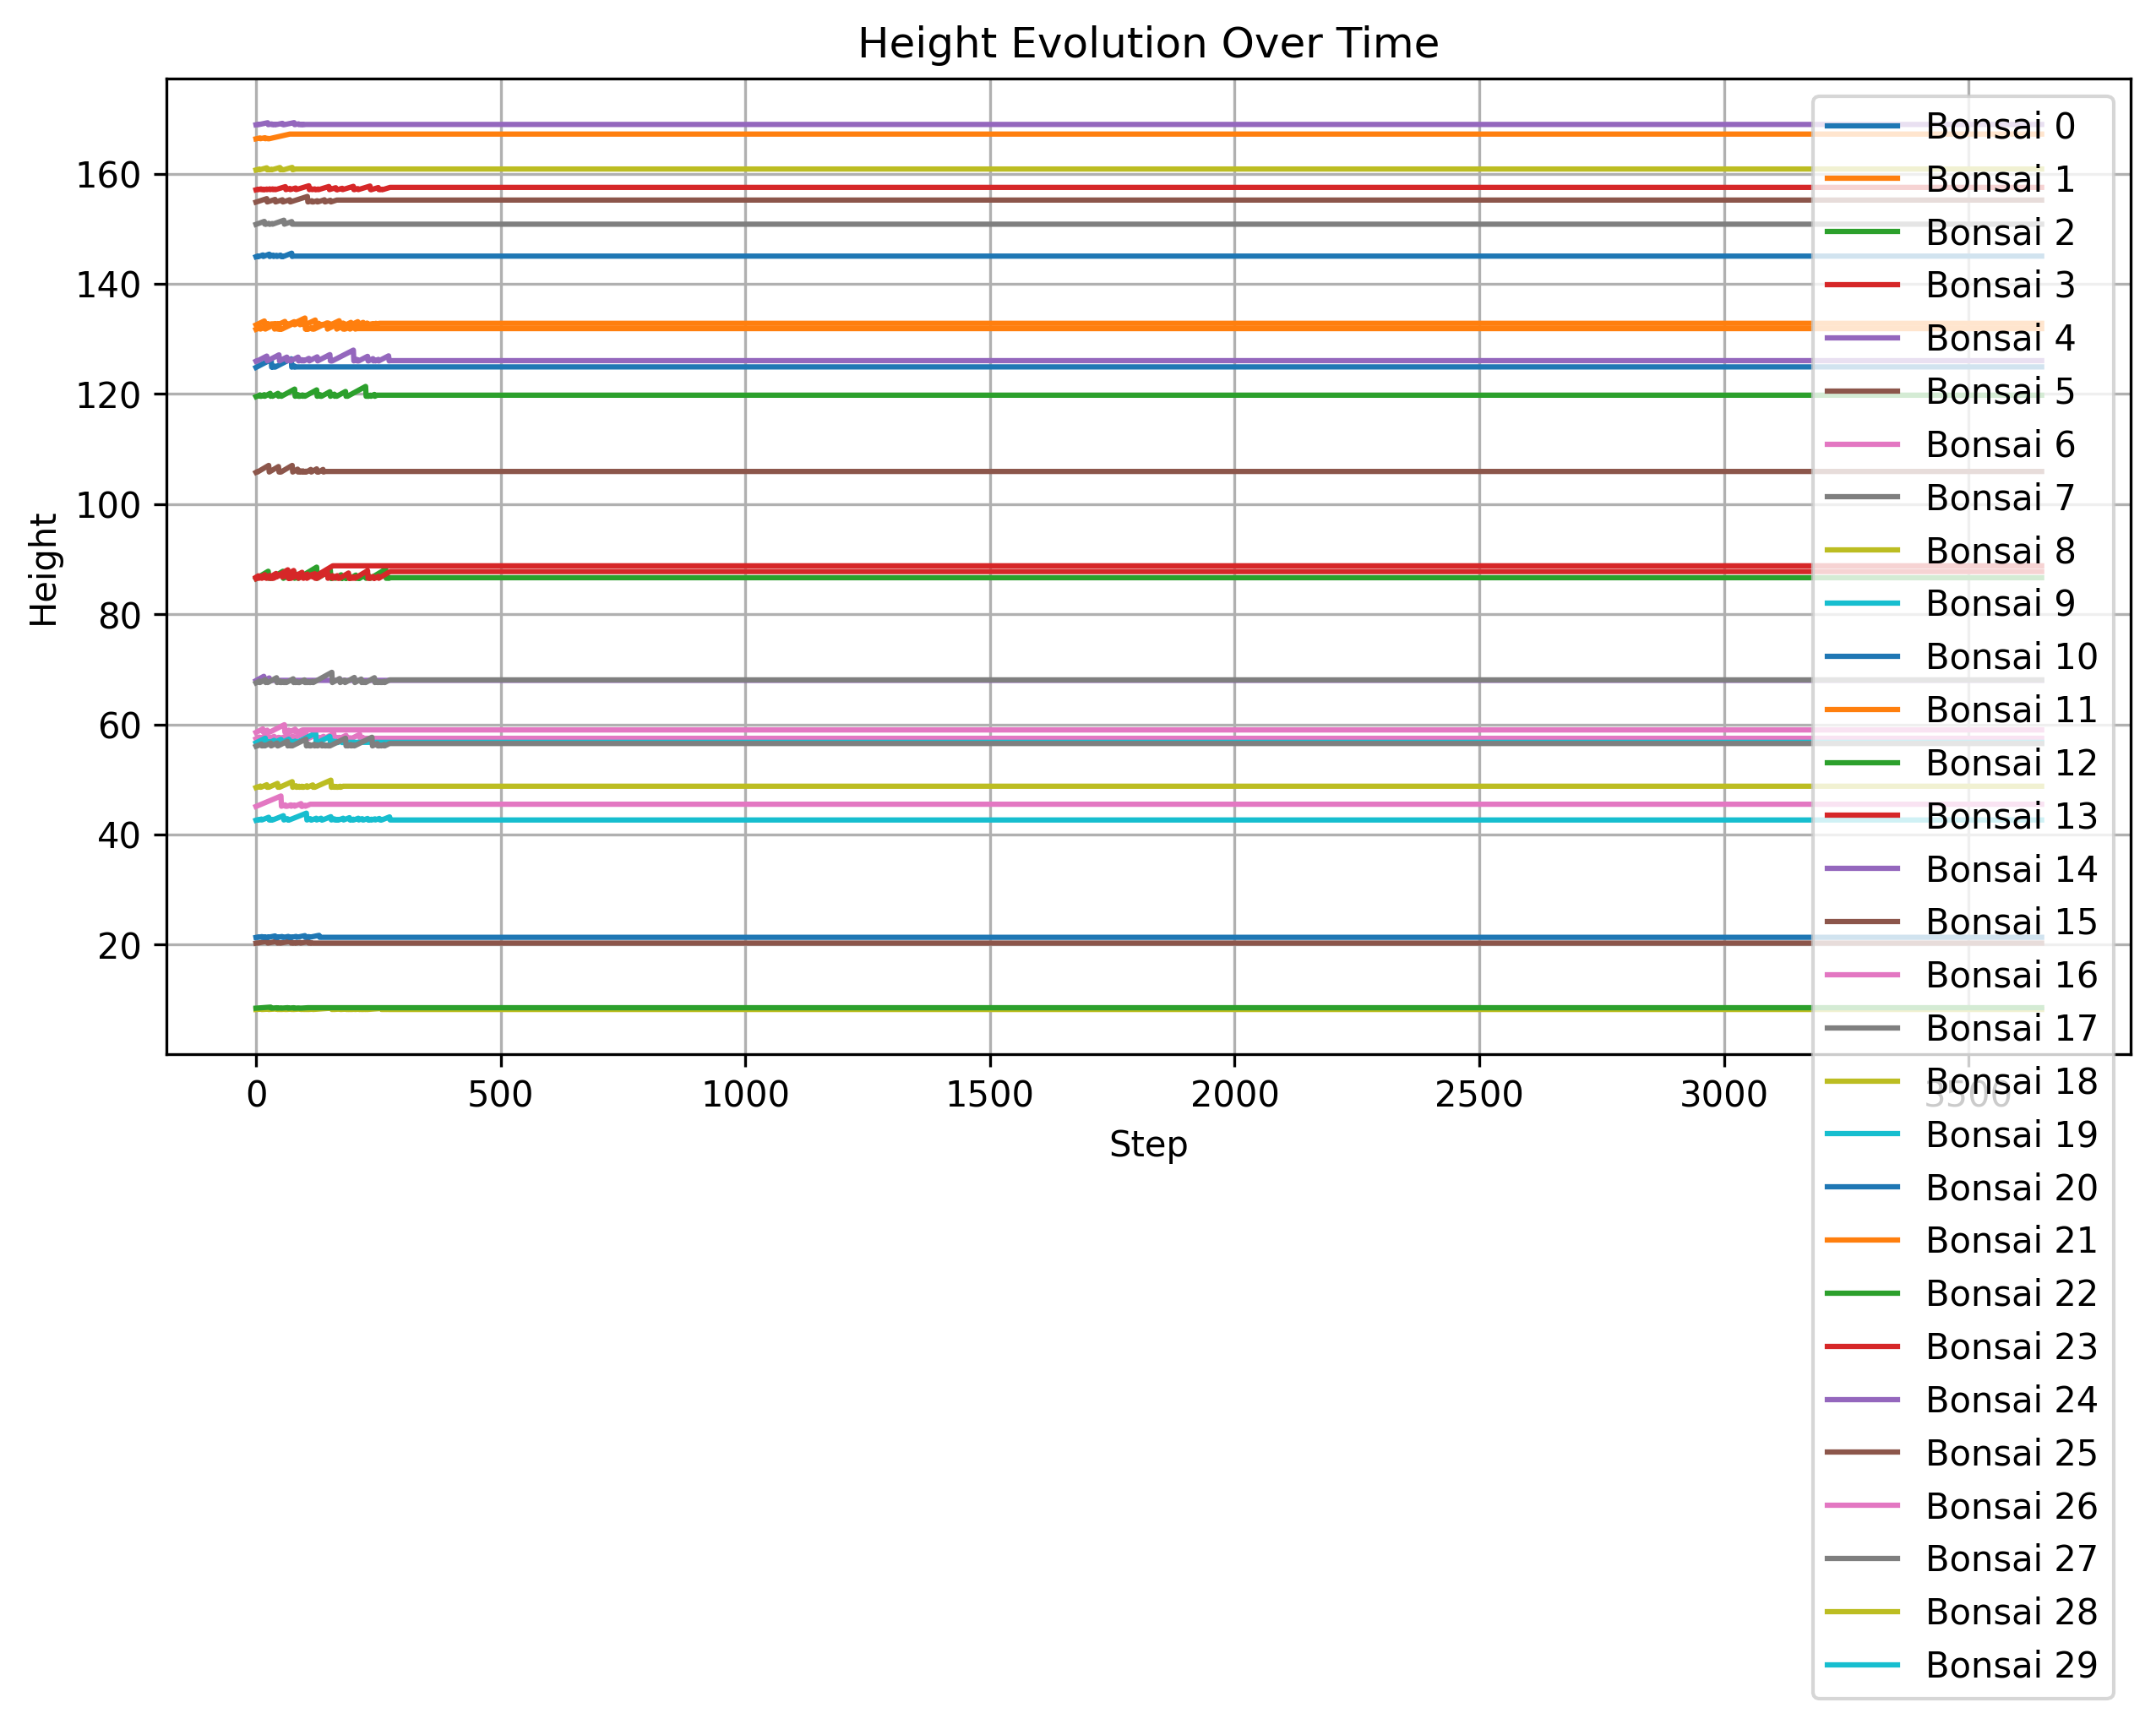 Height Evolution Over Time
Height
160
140
120
100
80
60
40
20
0 500 1000 1500 2000 2500 3000 3500
Step
Bonsai 0
Bonsai 1
Bonsai 2
Bonsai 3
Bonsai 4
Bonsai 5
Bonsai 6
Bonsai 7
Bonsai 8
Bonsai 9
Bonsai 10
Bonsai 11
Bonsai 12
Bonsai 13
Bonsai 14
Bonsai 15
Bonsai 16
Bonsai 17
Bonsai 18
Bonsai 19
Bonsai 20
Bonsai 21
Bonsai 22
Bonsai 23
Bonsai 24
Bonsai 25
Bonsai 26
Bonsai 27
Bonsai 28
Bonsai 29